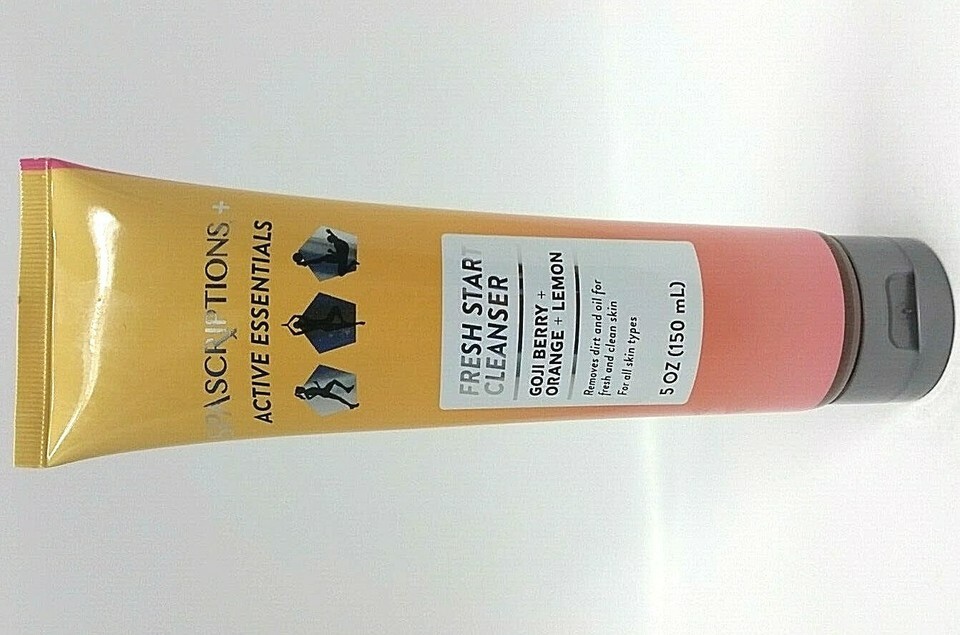 SPASCRIPTIONS+
ACTIVE ESSENTIALS
FRESH START
CLEANSER
GOJI BERRY +
ORANGE + LEMON
Removes dirt and oil for
fresh and clean skin
For all skin types
5 OZ (150 mL)